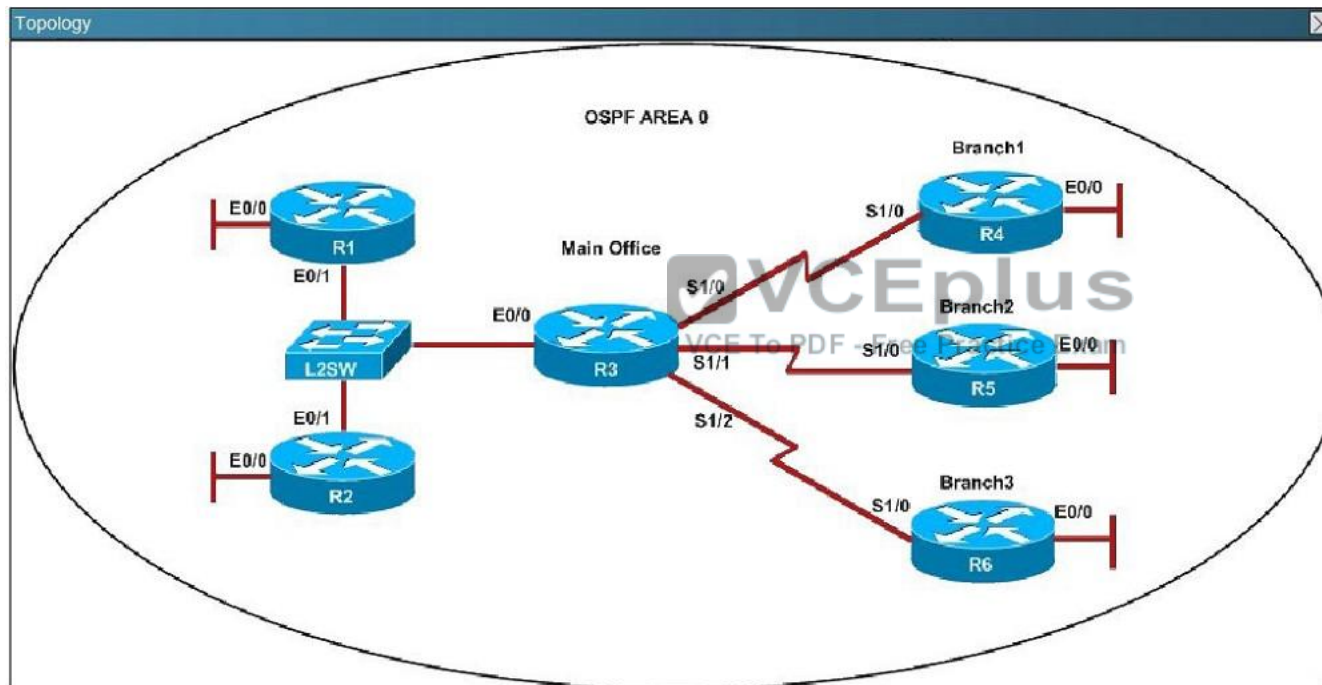 Topology
OSPF AREA 0
Branch1
E0/0
E0/0
S1/0
R1
R4
Main Office
E0/1
S1/0
VCEplus
Branch2
E0/0
VCE To PDF - Free Practice Exam
S1/0
E0/0
L2SW
R3
S1/1
R5
E0/1
S1/2
E0/0
Branch3
S1/0
E0/0
R2
R6